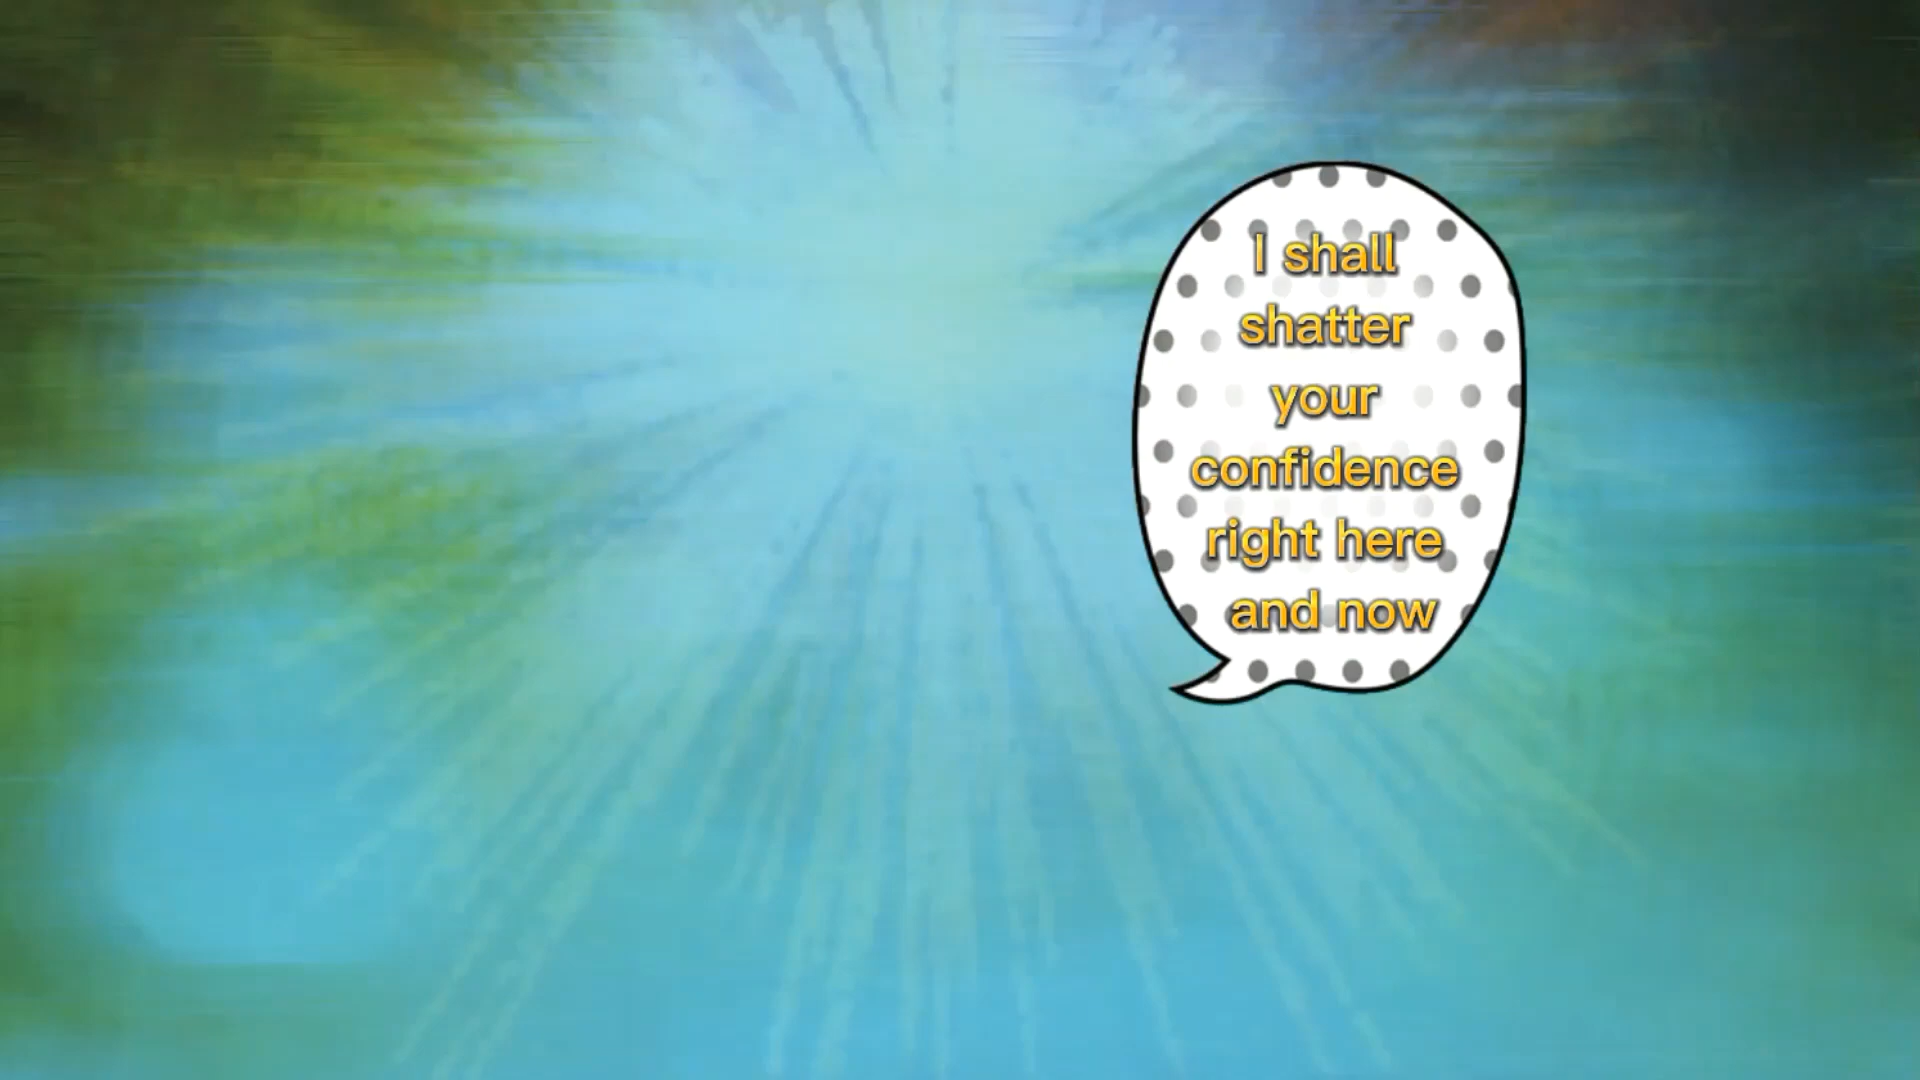 I shall
shatter
your
confidence
right here
and now